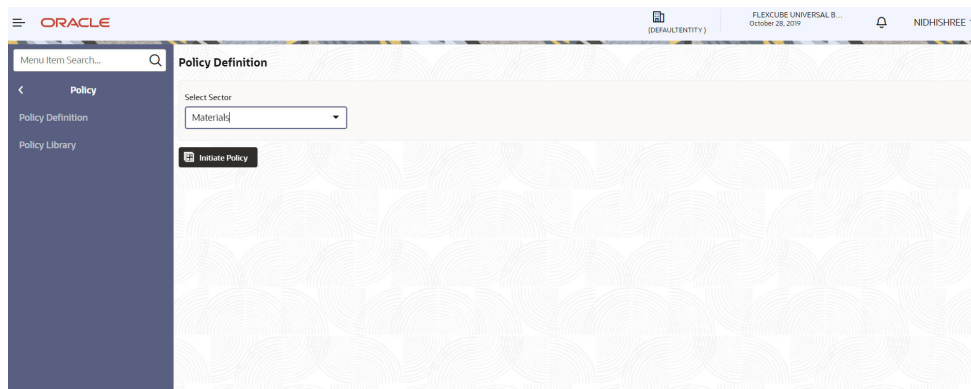 ORACLE
(DEFAULTENTITY )
FLEXCUBE UNIVERSAL B...
October 28, 2019
NIDHISHREE
Menu Item Search...
Policy
Policy Definition
Policy Library
Policy Definition
Select Sector
Materials
Initiate Policy